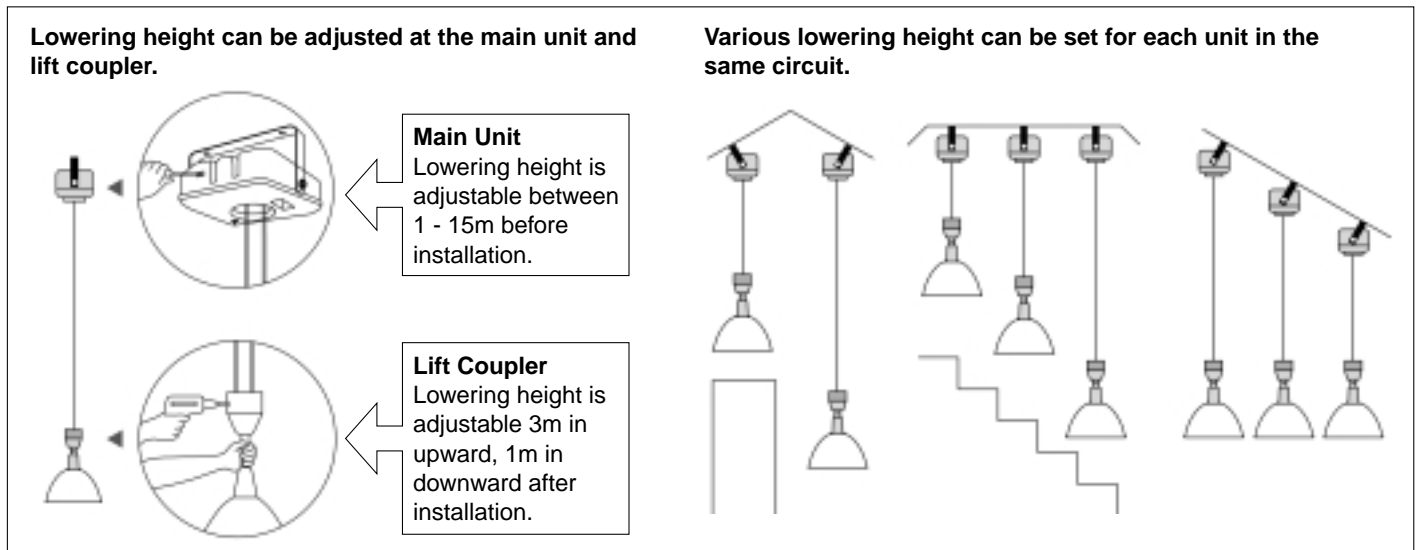 Lowering height can be adjusted at the main unit and
lift coupler.
Main Unit
Lowering height is
adjustable between
1 - 15m before
installation.
Lift Coupler
Lowering height is
adjustable 3m in
upward, 1m in
downward after
installation.
Various lowering height can be set for each unit in the
same circuit.